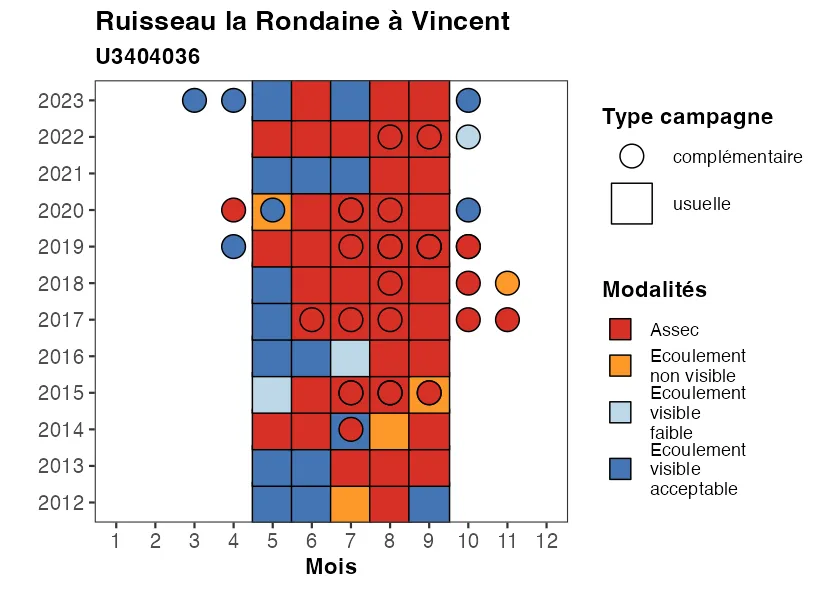 Ruisseau la Rondaine à Vincent
U3404036
2023
2022
2021
2020
2019
2018
2017
2016
2015
2014
2013
2012
1 2 3 4 5 6 7 8 9 10 11 12
Mois
Type campagne
complémentaire
usuelle
Modalités
Assec
Ecoulement
non visible
Ecoulement
visible
faible
Ecoulement
visible
acceptable